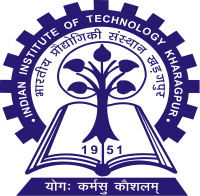 INDIAN INSTITUTE OF TECHNOLOGY KHARAGPUR
भारतीय प्रौद्योगिकी संस्थान खड़गपुर
1951
योगः कर्मसु कौशलम्